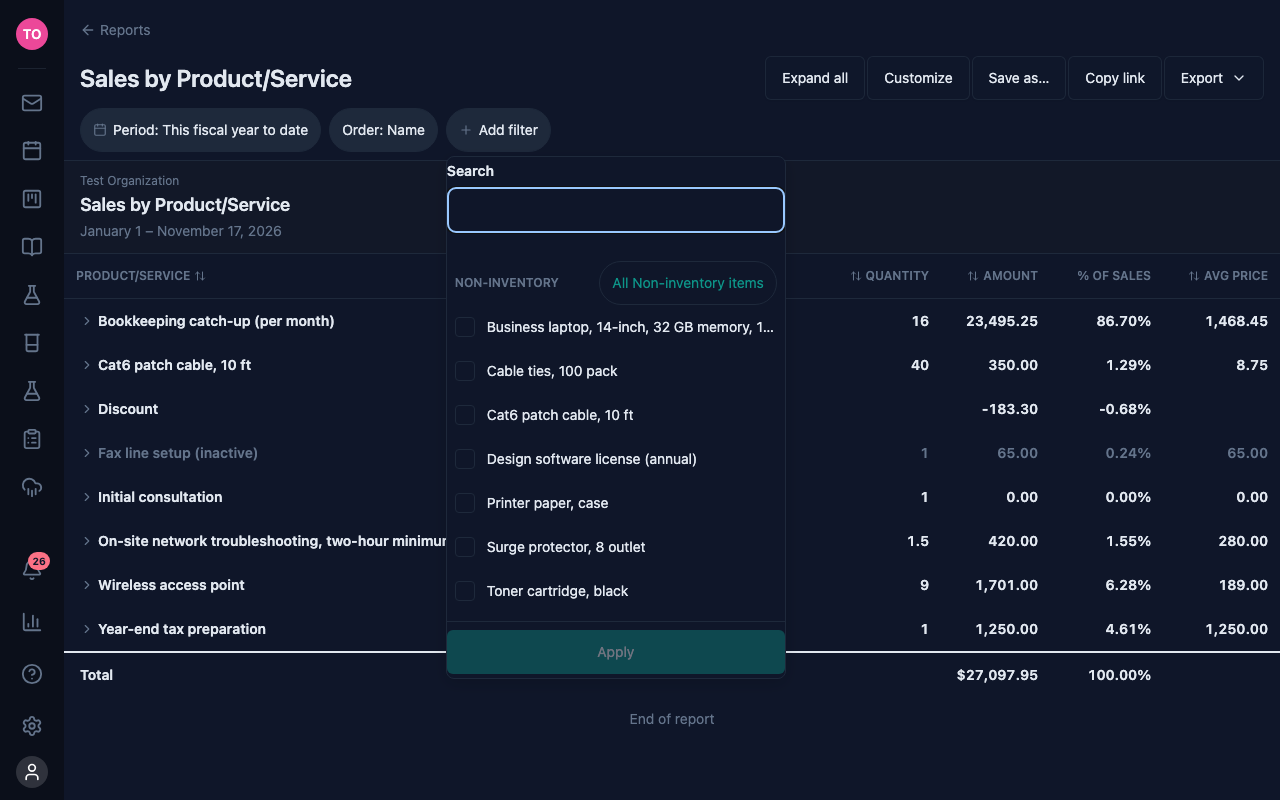 TO
Reports
Sales by Product/Service
Expand all
Customize
Save as...
Copy link
Export
Period: This fiscal year to date
Order: Name
Add filter
Test Organization
Sales by Product/Service
January 1 – November 17, 2026
Search
NON-INVENTORY
All Non-inventory items
Business laptop, 14-inch, 32 GB memory, 1...
Cable ties, 100 pack
Cat6 patch cable, 10 ft
Design software license (annual)
Printer paper, case
Surge protector, 8 outlet
Toner cartridge, black
Apply
PRODUCT/SERVICE QUANTITY AMOUNT % OF SALES AVG PRICE
Bookkeeping catch-up (per month) 16 23,495.25 86.70% 1,468.45
Cat6 patch cable, 10 ft 40 350.00 1.29% 8.75
Discount -183.30 -0.68%
Fax line setup (inactive) 1 65.00 0.24% 65.00
Initial consultation 1 0.00 0.00% 0.00
On-site network troubleshooting, two-hour 1.5 420.00 1.55% 280.00
Wireless access point 9 1,701.00 6.28% 189.00
Year-end tax preparation 1 1,250.00 4.61% 1,250.00
Total $27,097.95 100.00%
End of report
26